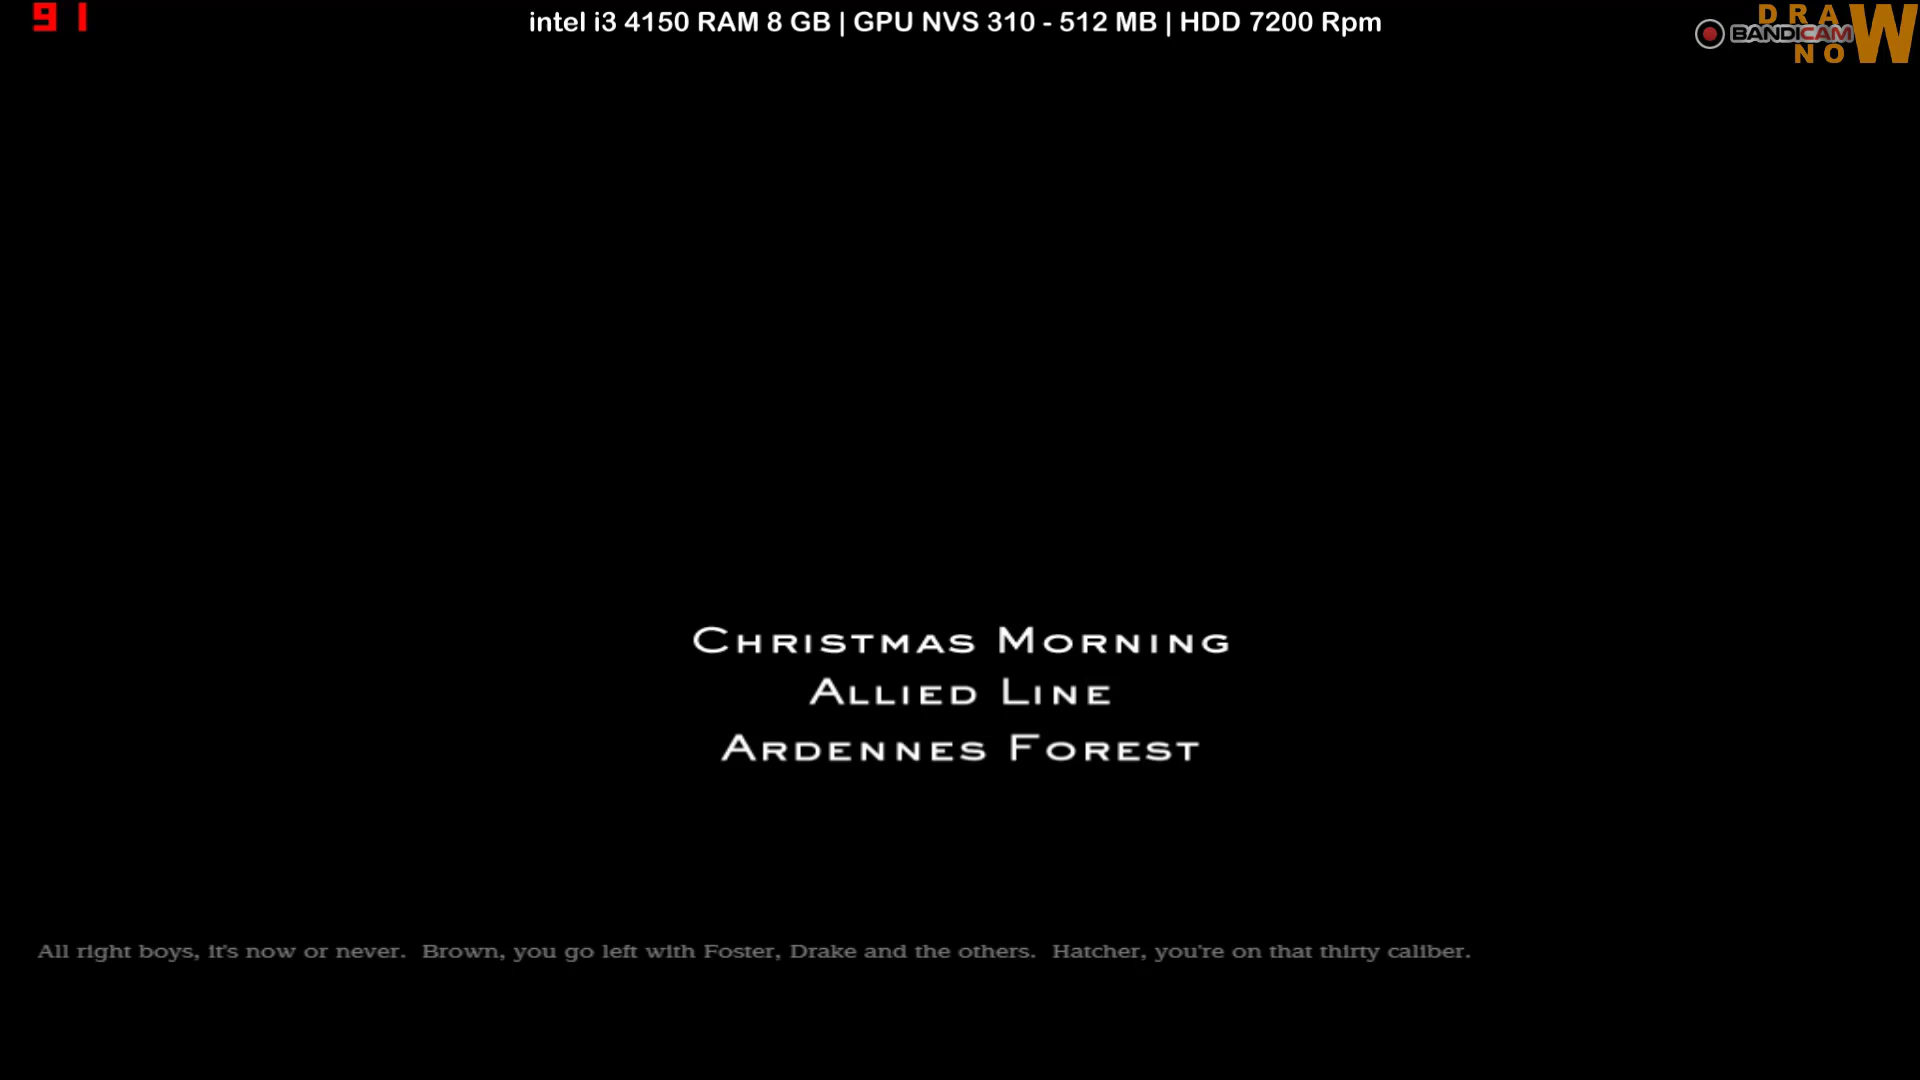 91
intel i3 4150 RAM 8 GB | GPU NVS 310 - 512 MB | HDD 7200 Rpm
BANDICAM
DRA
W
NO
Christmas Morning
Allied Line
Ardennes Forest
All right boys, it's now or never.  Brown, you go left with Foster, Drake and the others.  Hatcher, you're on that thirty caliber.